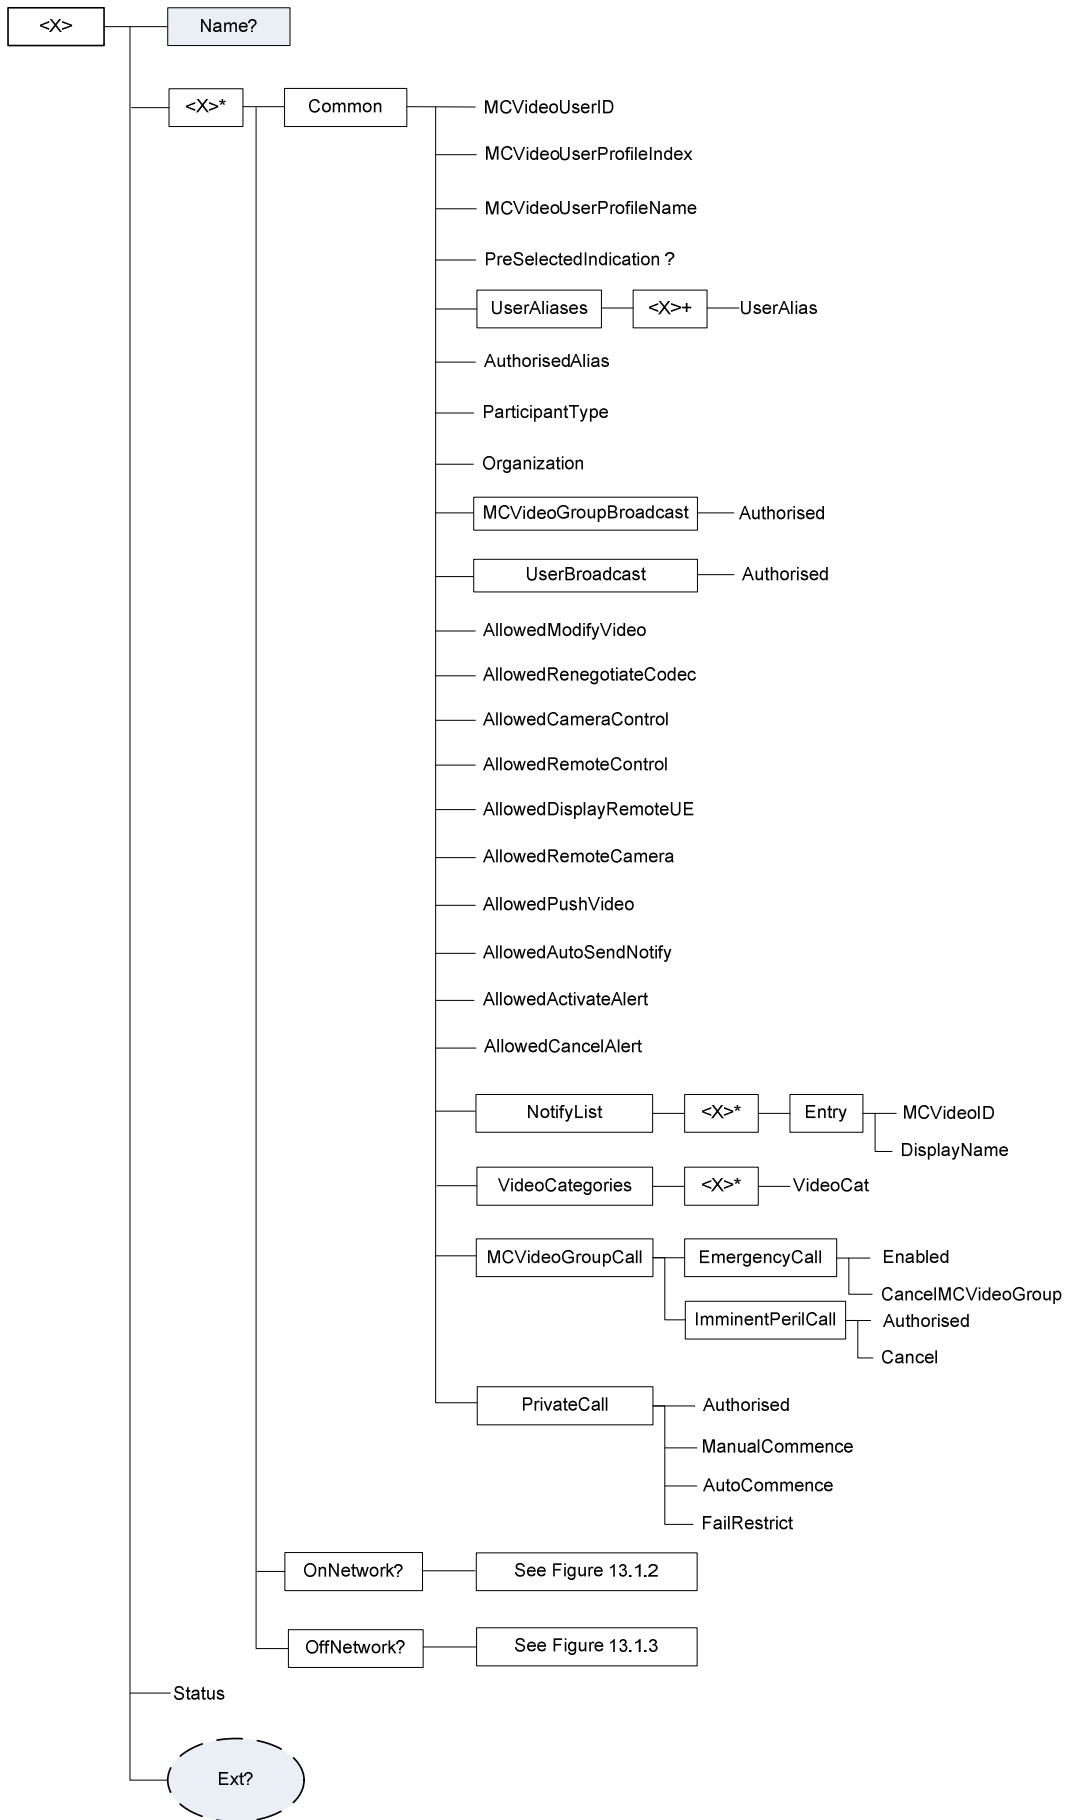 <X>
Name?
<X>*
Common
MCVideoUserID
MCVideoUserProfileIndex
MCVideoUserProfileName
PreSelectedIndication ?
UserAliases
<X>+
UserAlias
AuthorisedAlias
ParticipantType
Organization
MCVideoGroupBroadcast
Authorised
UserBroadcast
Authorised
AllowedModifyVideo
AllowedRenegotiateCodec
AllowedCameraControl
AllowedRemoteControl
AllowedDisplayRemoteUE
AllowedRemoteCamera
AllowedPushVideo
AllowedAutoSendNotify
AllowedActivateAlert
AllowedCancelAlert
NotifyList
<X>*
Entry
MCVideoID
DisplayName
VideoCategories
<X>*
VideoCat
MCVideoGroupCall
EmergencyCall
Enabled
CancelMCVideoGroup
ImminentPerilCall
Authorised
Cancel
PrivateCall
Authorised
ManualCommence
AutoCommence
FailRestrict
OnNetwork?
See Figure 13.1.2
OffNetwork?
See Figure 13.1.3
Status
Ext?